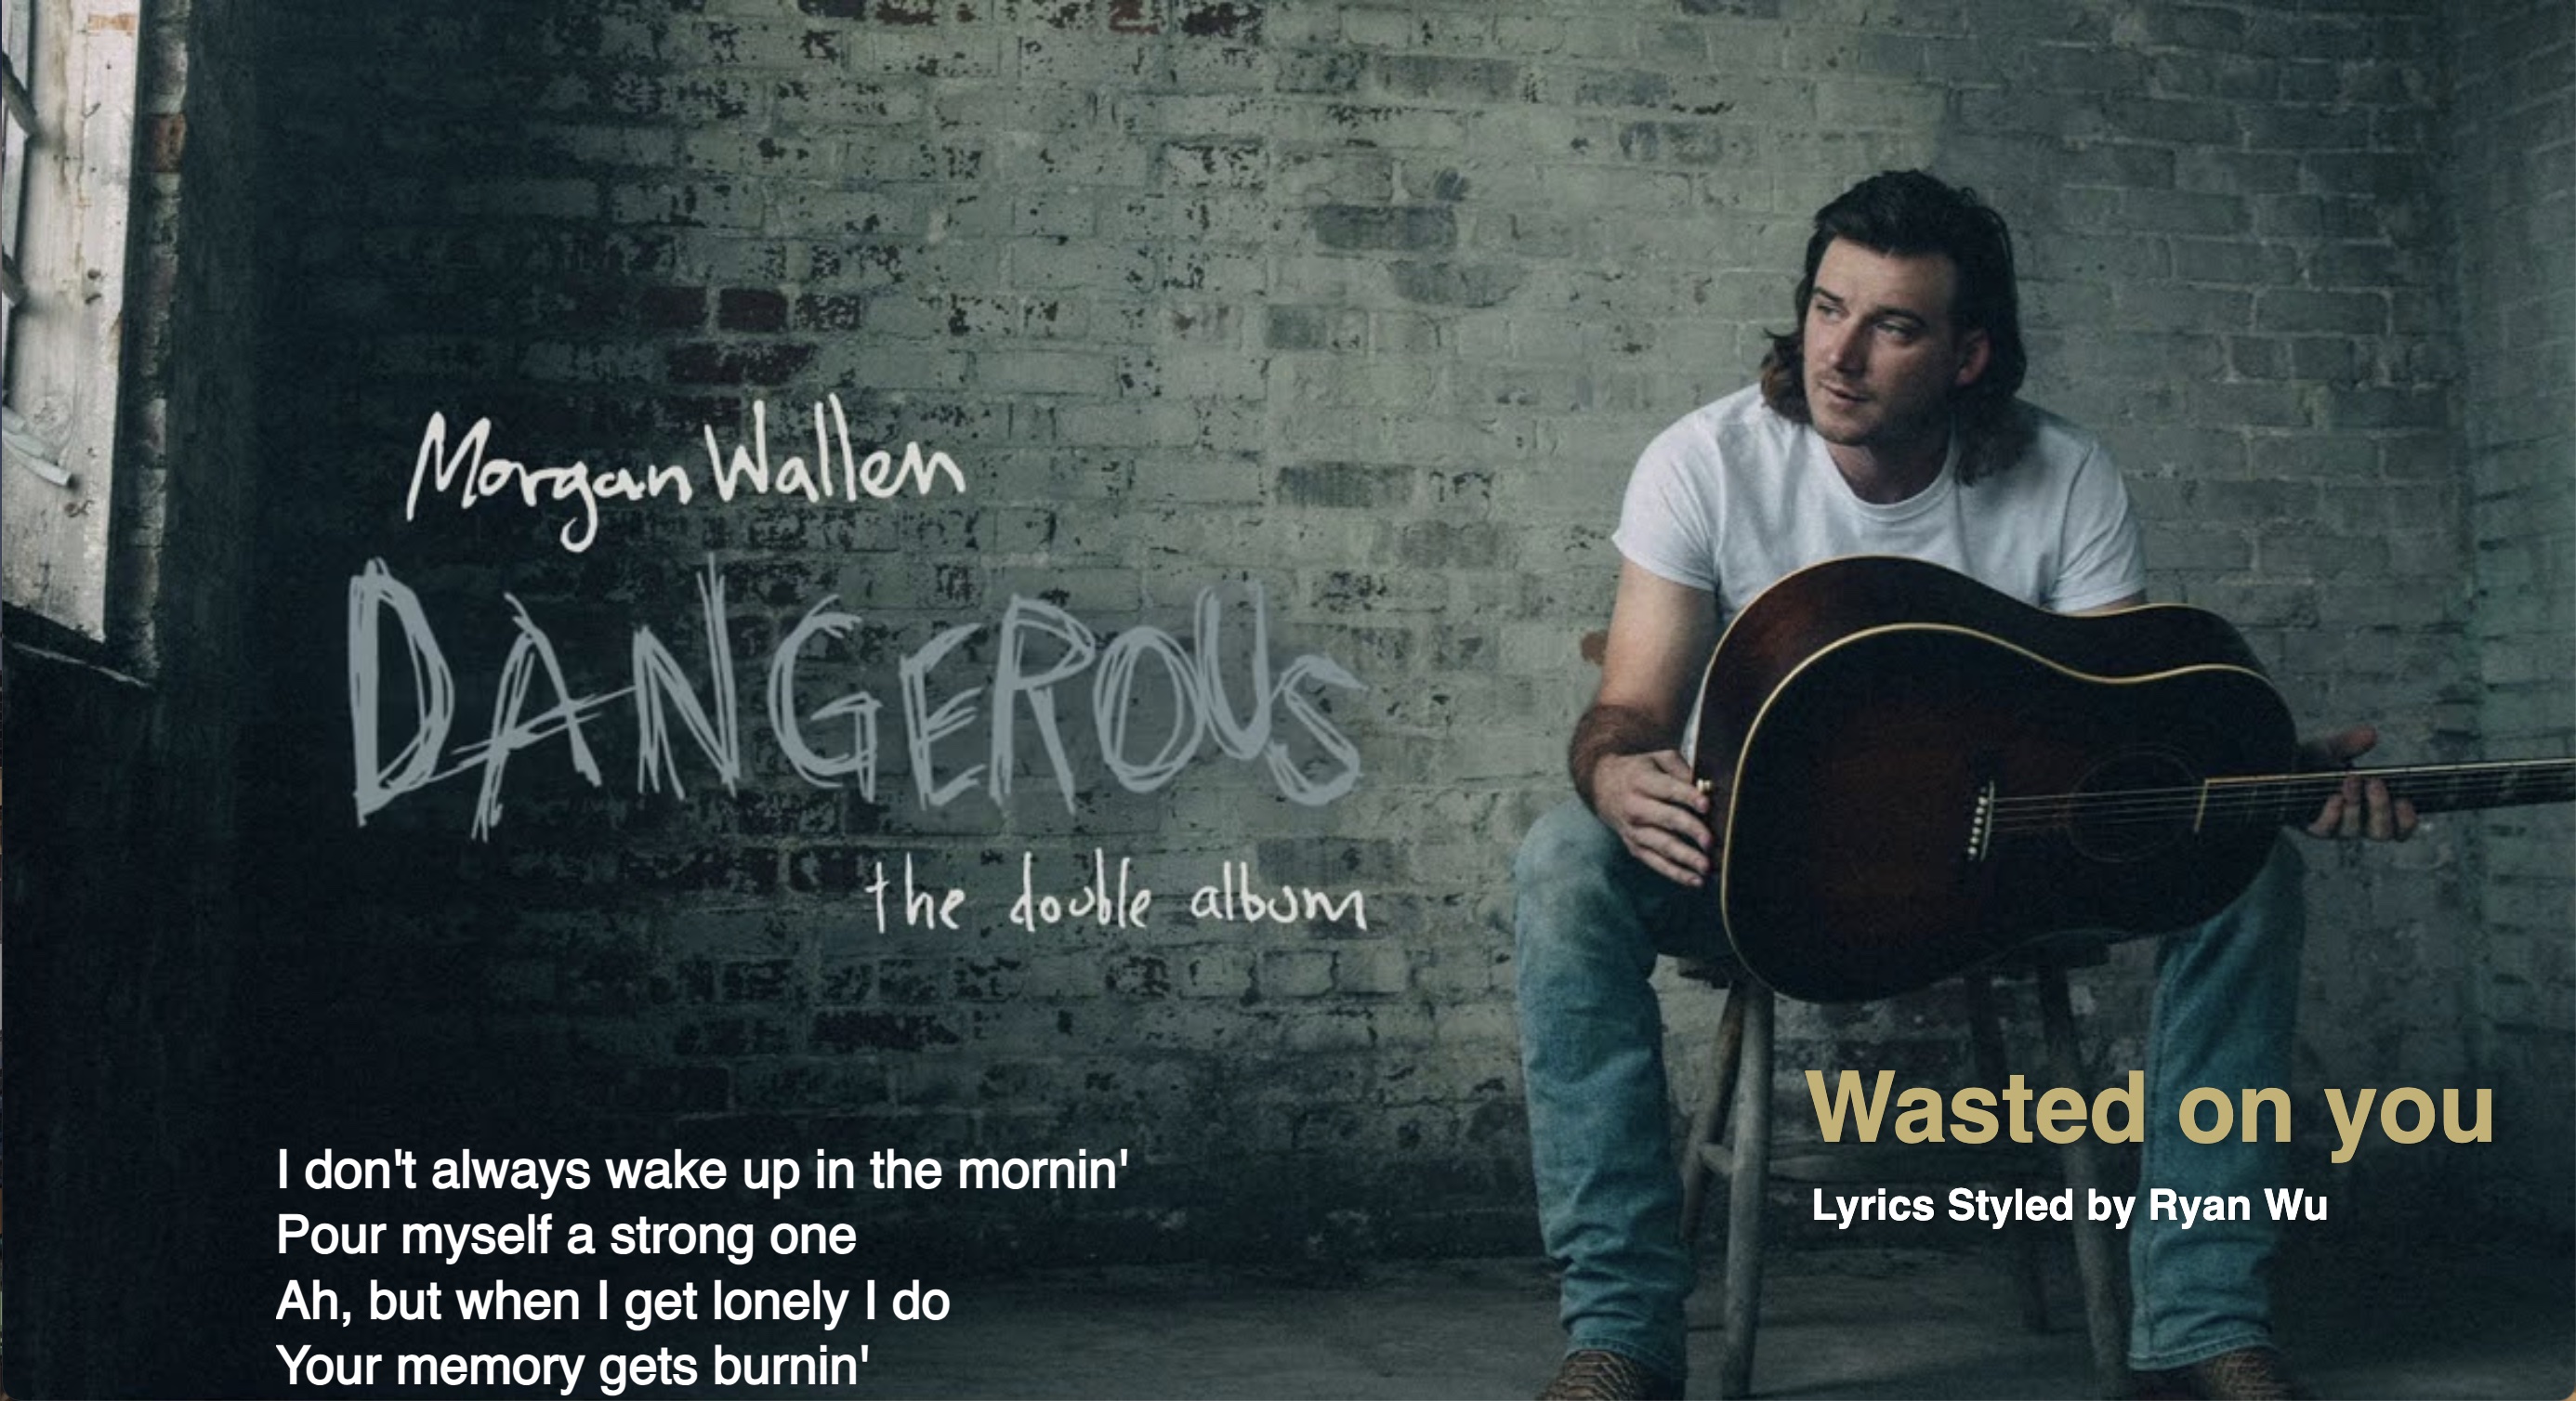 Morgan Wallen
DANGEROUS
the double album
Wasted on you
Lyrics Styled by Ryan Wu
I don't always wake up in the mornin'
Pour myself a strong one
Ah, but when I get lonely I do
Your memory gets burnin'